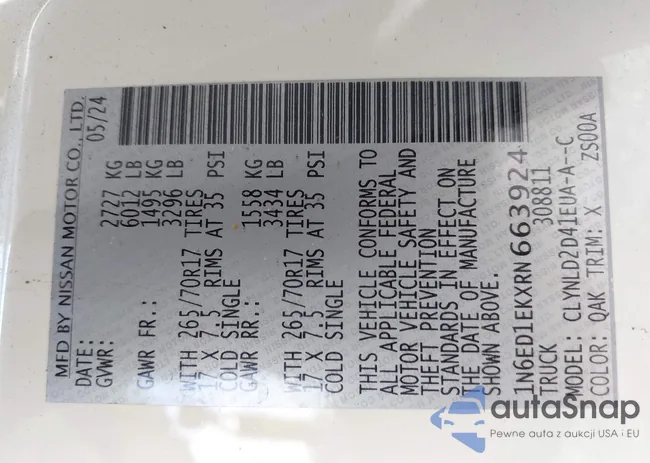 MFD BY NISSAN MOTOR CO., LTD.
DATE: 05/24
GVWR: 2727 KG
6012 LB
GAWR FR.: 1495 KG
3296 LB
WITH 265/70R17 TIRES
17 X 7.5 RIMS AT 35 PSI
COLD SINGLE
GAWR RR.: 1558 KG
3434 LB
WITH 265/70R17 TIRES
17 X 7.5 RIMS AT 35 PSI
COLD SINGLE
THIS VEHICLE CONFORMS TO
ALL APPLICABLE FEDERAL
MOTOR VEHICLE SAFETY AND
THEFT PREVENTION
STANDARDS IN EFFECT ON
THE DATE OF MANUFACTURE
SHOWN ABOVE.
1N6ED1EKXRN663924
TRUCK 308811
MODEL: CLYNLD2D41EUA-A--C
COLOR: QAK TRIM: X ZS00A
autoSnap
Pewne auta z aukcji USA i EU